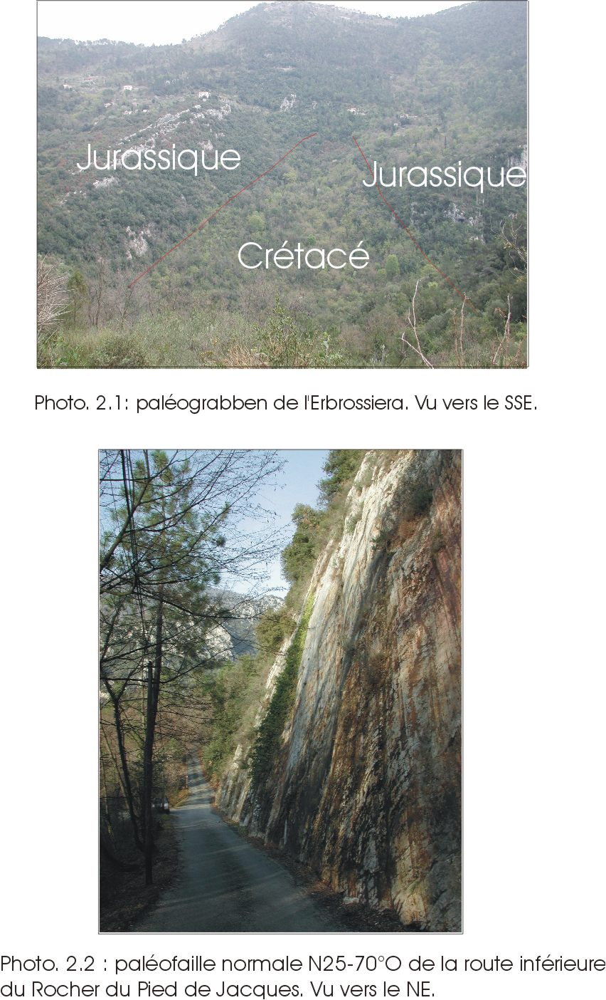 Jurassique
Jurassique
Crétacé
Photo. 2.1: paléograbben de l'Erbrossiera. Vu vers le SSE.
Photo. 2.2 : paléofaille normale N25-70°O de la route inférieure
du Rocher du Pied de Jacques. Vu vers le NE.